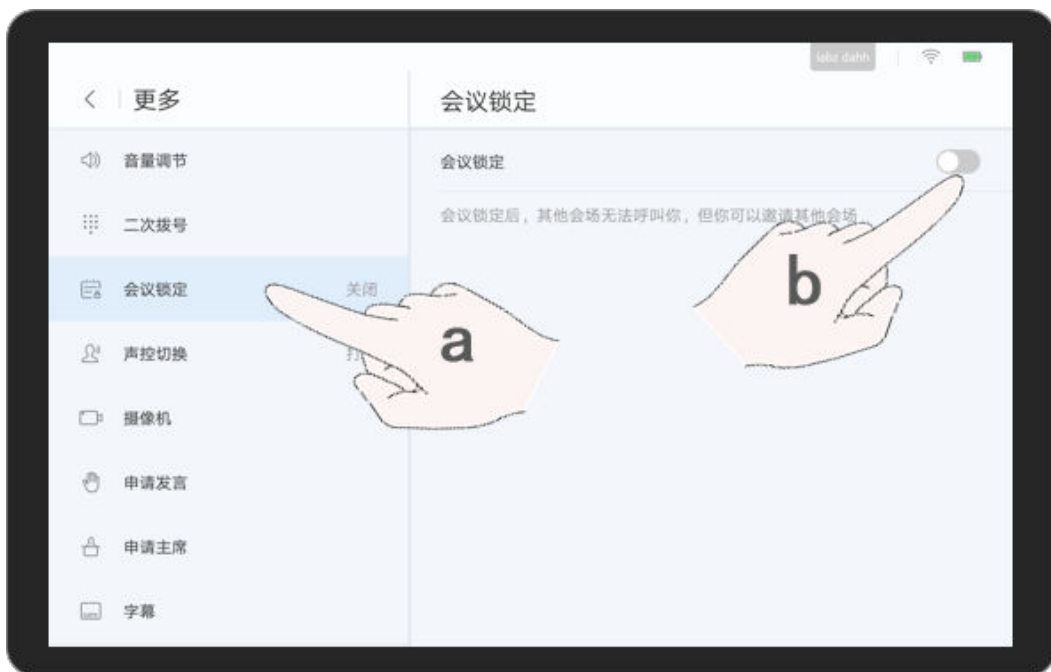 更多
会议锁定
音量调节
会议锁定
二次拨号
会议锁定后，其他会场无法呼叫你，但你可以邀请其他会场
会议锁定 关闭
a
b
声控切换
摄像机
申请发言
申请主席
字幕